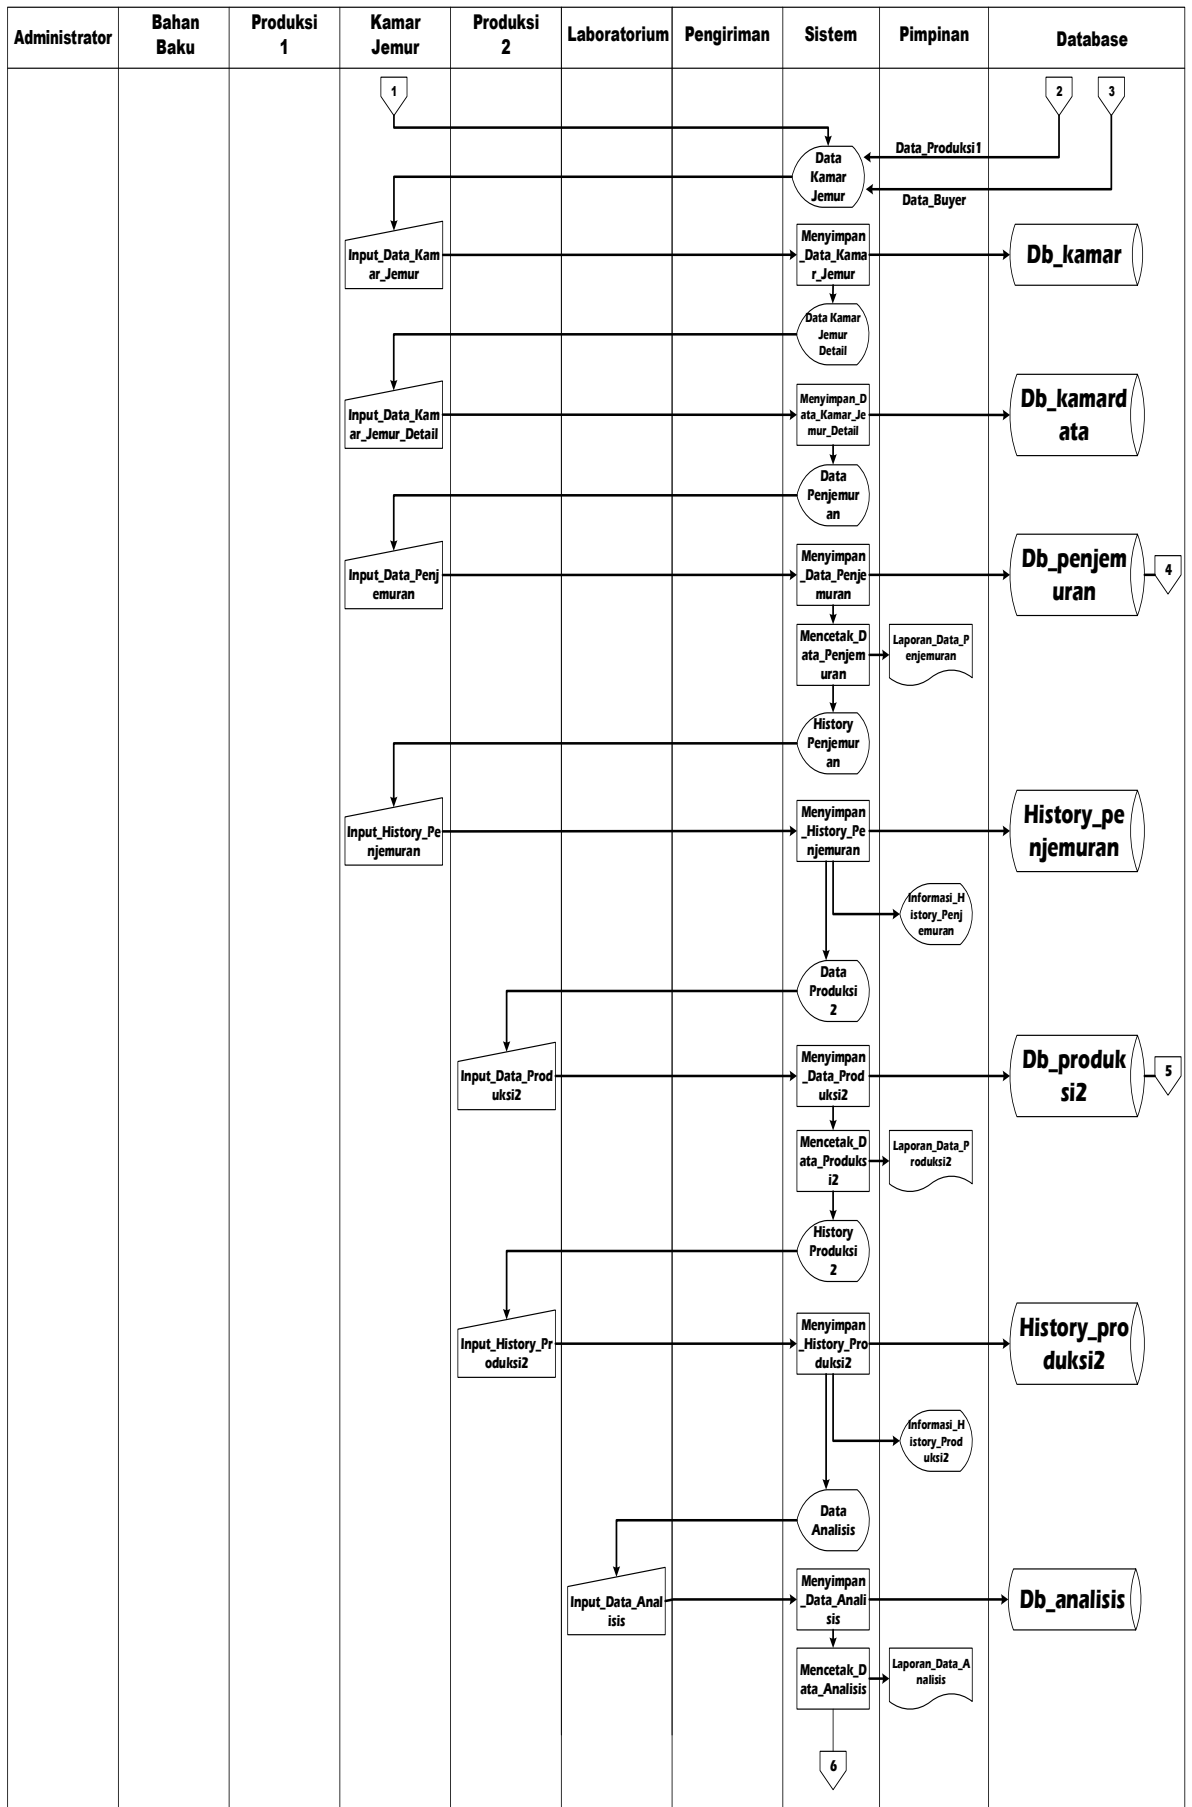 Administrator
Bahan
Baku
Produksi
1
Kamar
Jemur
Produksi
2
Laboratorium
Pengiriman
Sistem
Pimpinan
Database
1
2
3
Data
Kamar
Jemur
Data_Produksi1
Data_Buyer
Input_Data_Kam
ar_Jemur
Menyimpan
_Data_Kama
r_Jemur
Db_kamar
Data Kamar
Jemur
Detail
Input_Data_Kam
ar_Jemur_Detail
Menyimpan_D
ata_Kamar_Je
mur_Detail
Db_kamard
ata
Data
Penjemur
an
Input_Data_Penj
emuran
Menyimpan
_Data_Penje
muran
Db_penjem
uran
4
Mencetak_D
ata_Penjem
uran
Laporan_Data_P
enjemuran
History
Penjemur
an
Input_History_Pe
njemuran
Menyimpan
_History_Pe
njemuran
History_pe
njemuran
Informasi_H
istory_Penj
emuran
Data
Produksi
2
Input_Data_Prod
uksi2
Menyimpan
_Data_Prod
uksi2
Db_produk
si2
5
Mencetak_D
ata_Produks
i2
Laporan_Data_P
roduksi2
History
Produksi
2
Input_History_Pr
oduksi2
Menyimpan
_History_Pro
duksi2
History_pro
duksi2
Informasi_H
istory_Prod
uksi2
Data
Analisis
Input_Data_Anal
isis
Menyimpan
_Data_Anali
sis
Db_analisis
Mencetak_D
ata_Analisis
Laporan_Data_A
nalisis
6